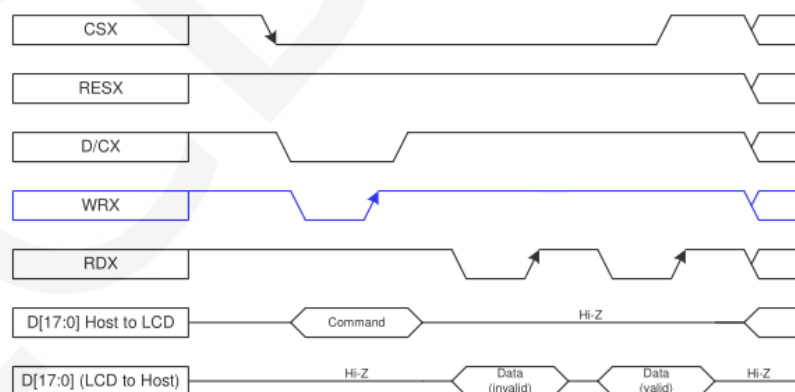 CSX
RESX
D/CX
WRX
RDX
D[17:0] Host to LCD
Command
Hi-Z
D[17:0] (LCD to Host)
Hi-Z
Data
(invalid)
Data
(valid)
Hi-Z